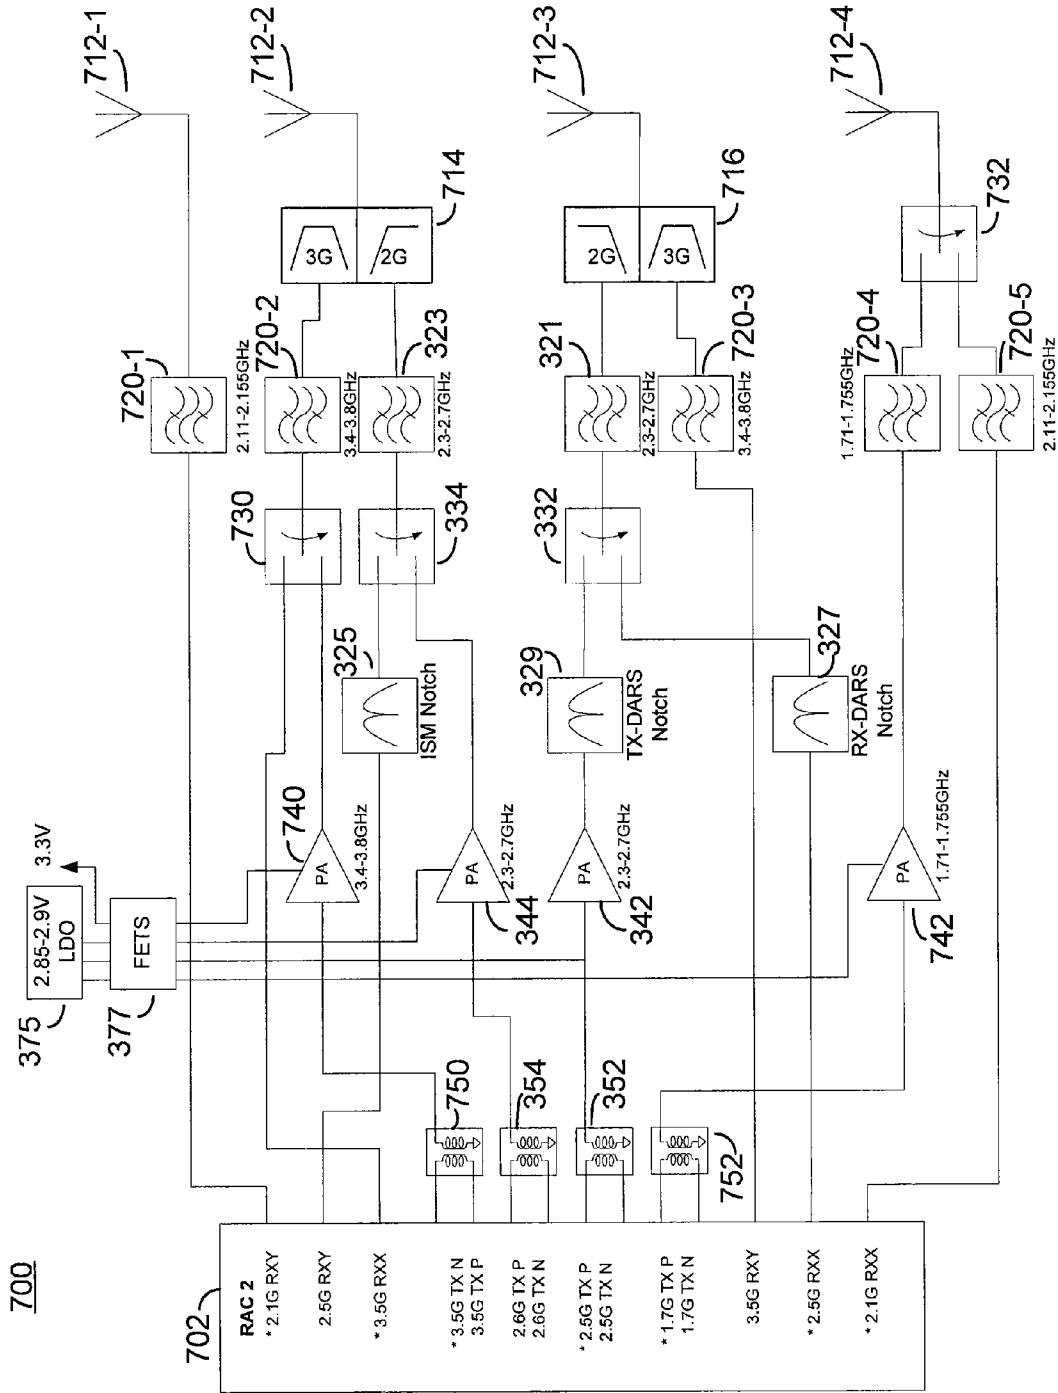 700
712-1
712-2
712-3
712-4
714
716
732
3G
2G
2G
3G
720-1
2.11-2.155GHz
720-2
3.4-3.8GHz
323
2.3-2.7GHz
321
2.3-2.7GHz
720-3
3.4-3.8GHz
720-4
1.71-1.755GHz
720-5
2.11-2.155GHz
730
334
332
325
ISM Notch
329
TX-DARS
Notch
327
RX-DARS
Notch
3.3V
2.85-2.9V
LDO
375
FETS
377
740
PA
3.4-3.8GHz
PA
2.3-2.7GHz
344
PA
2.3-2.7GHz
342
PA
1.71-1.755GHz
742
750
354
352
752
702
RAC 2
* 2.1G RXY
2.5G RXY
* 3.5G RXX
* 3.5G TX N
3.5G TX P
2.6G TX P
2.6G TX N
* 2.5G TX P
2.5G TX N
* 1.7G TX P
1.7G TX N
3.5G RXY
* 2.5G RXX
* 2.1G RXX